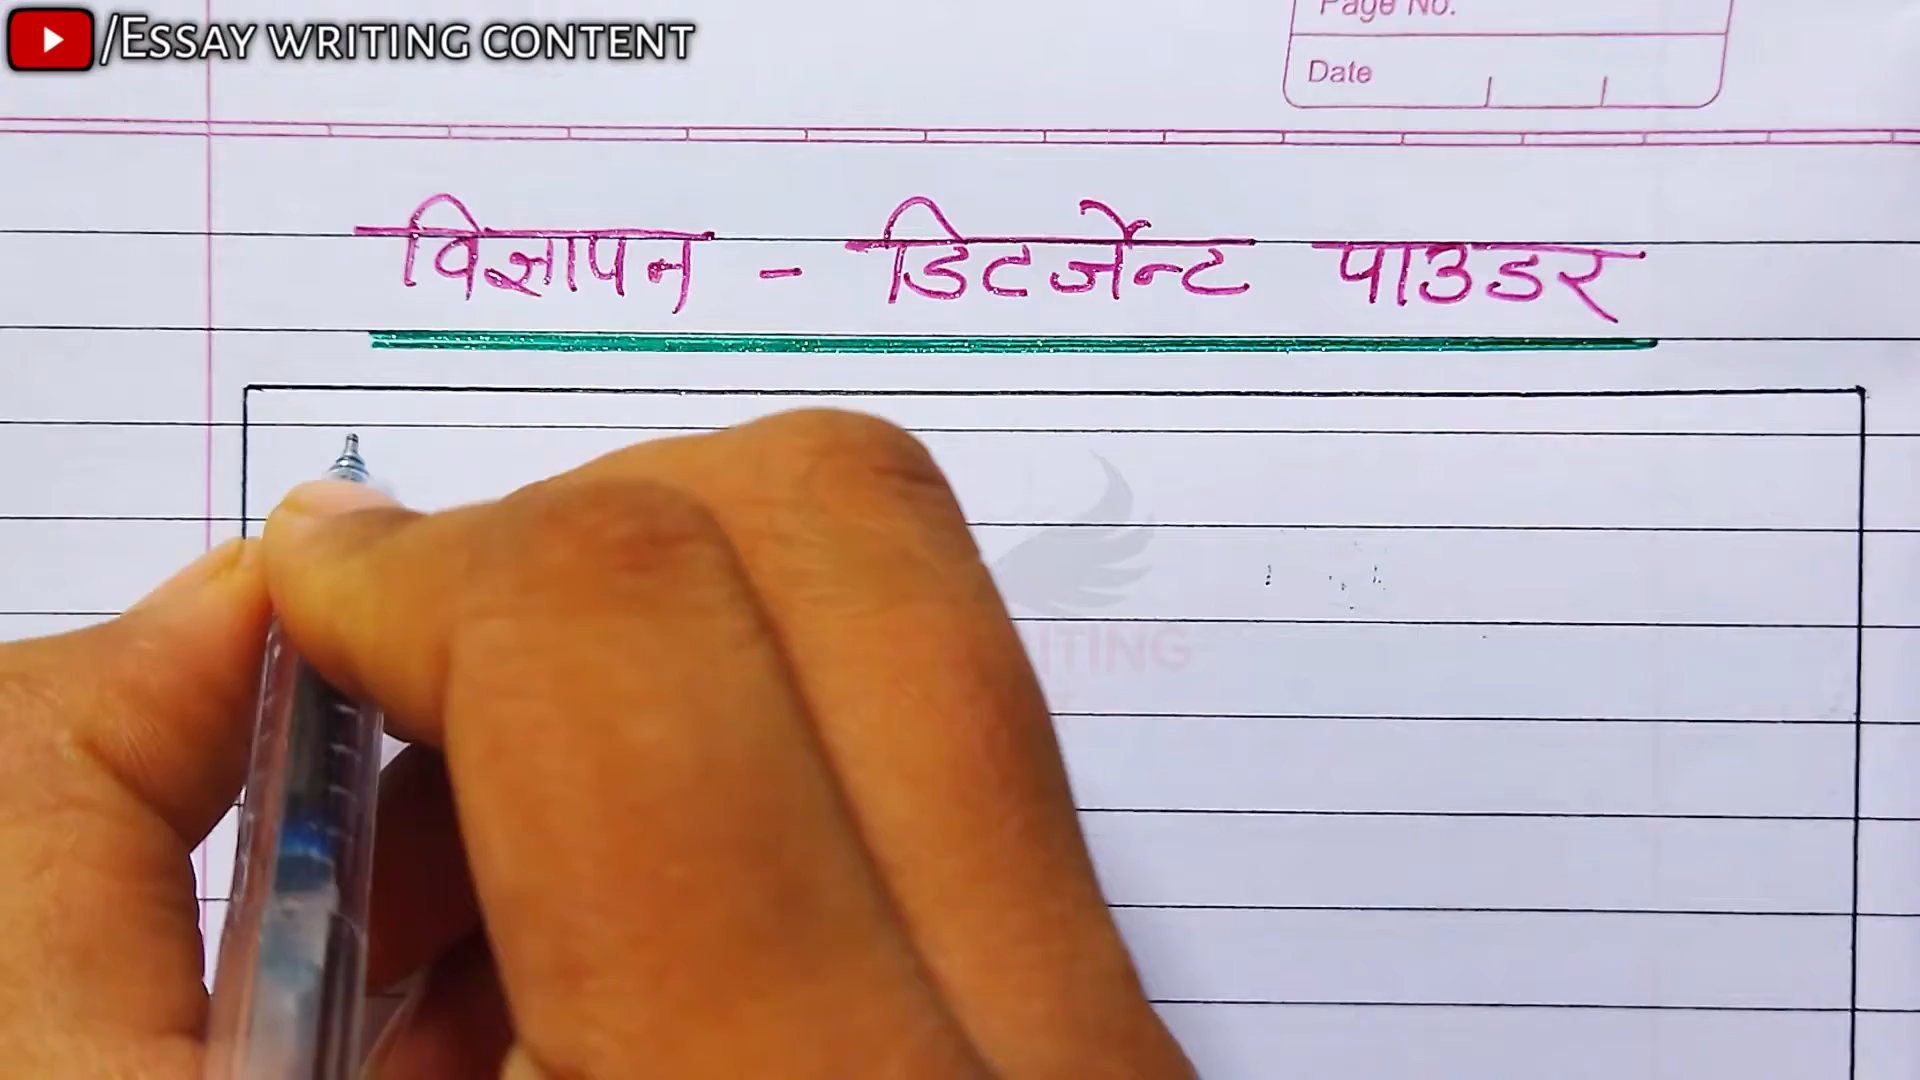 /ESSAY WRITING CONTENT
Page No.
Date
विज्ञापन - डिटर्जेन्ट पाउडर